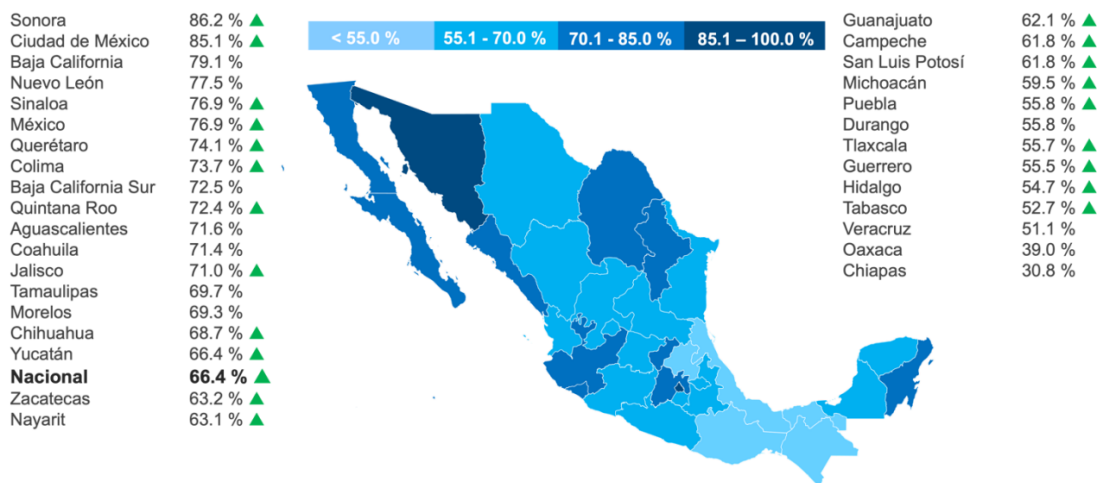 Sonora 86.2 % ▲
Ciudad de México 85.1 % ▲
Baja California 79.1 %
Nuevo León 77.5 %
Sinaloa 76.9 % ▲
México 76.9 % ▲
Querétaro 74.1 % ▲
Colima 73.7 % ▲
Baja California Sur 72.5 %
Quintana Roo 72.4 % ▲
Aguascalientes 71.6 %
Coahuila 71.4 %
Jalisco 71.0 % ▲
Tamaulipas 69.7 %
Morelos 69.3 %
Chihuahua 68.7 % ▲
Yucatán 66.4 % ▲
Nacional 66.4 % ▲
Zacatecas 63.2 % ▲
Nayarit 63.1 % ▲
< 55.0 % 55.1 - 70.0 % 70.1 - 85.0 % 85.1 – 100.0 %
Guanajuato 62.1 % ▲
Campeche 61.8 % ▲
San Luis Potosí 61.8 % ▲
Michoacán 59.5 % ▲
Puebla 55.8 % ▲
Durango 55.8 %
Tlaxcala 55.7 % ▲
Guerrero 55.5 % ▲
Hidalgo 54.7 % ▲
Tabasco 52.7 % ▲
Veracruz 51.1 %
Oaxaca 39.0 %
Chiapas 30.8 %